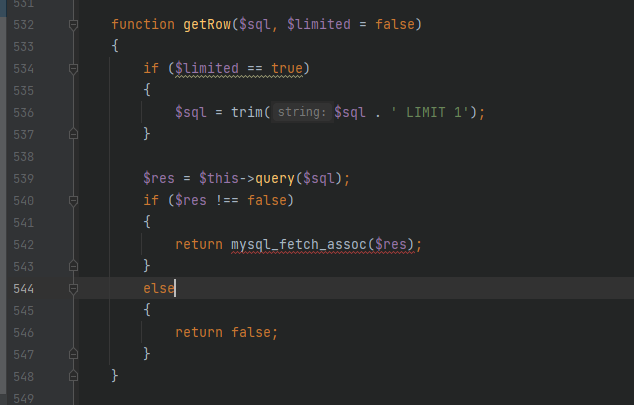 531
532 function getRow($sql, $limited = false)
533 {
534 if ($limited == true)
535 {
536 $sql = trim( string: $sql . ' LIMIT 1');
537 }
538
539 $res = $this->query($sql);
540 if ($res !== false)
541 {
542 return mysql_fetch_assoc($res);
543 }
544 else
545 {
546 return false;
547 }
548 }
549